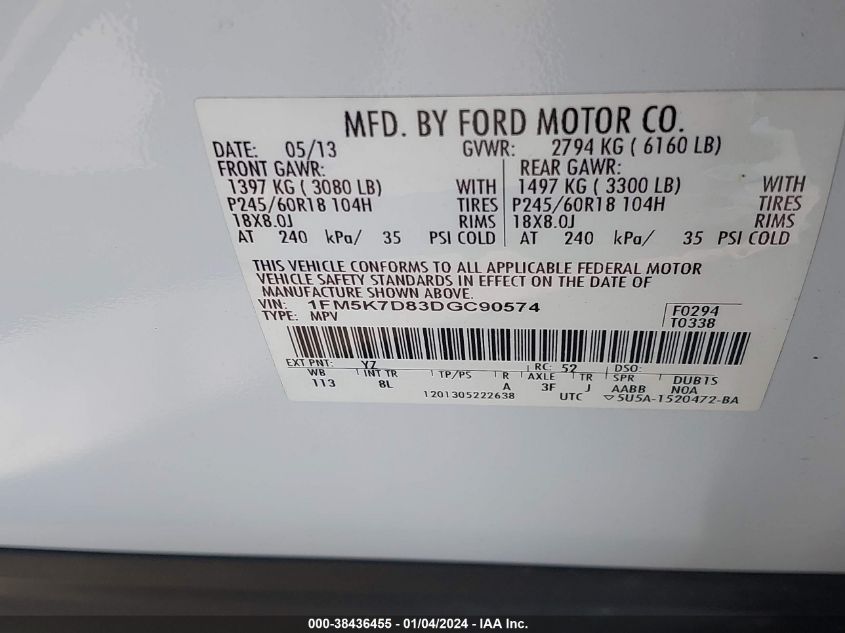 MFD. BY FORD MOTOR CO.
DATE: 05/13 GVWR: 2794 KG ( 6160 LB)
FRONT GAWR: REAR GAWR:
1397 KG ( 3080 LB) WITH 1497 KG ( 3300 LB) WITH
P245/60R18 104H TIRES P245/60R18 104H TIRES
18X8.0J RIMS 18X8.0J RIMS
AT 240 kPa/ 35 PSI COLD AT 240 kPa/ 35 PSI COLD
THIS VEHICLE CONFORMS TO ALL APPLICABLE FEDERAL MOTOR
VEHICLE SAFETY STANDARDS IN EFFECT ON THE DATE OF
MANUFACTURE SHOWN ABOVE.
VIN: 1FM5K7D83DGC90574 F0294
TYPE: MPV T0338
EXT PNT: YZ RC: 52 DSO:
WB INT TR TP/PS R AXLE TR SPR DUB1S
113 8L A 3F J AABB N0A
1201305222638 UTC ▽5U5A-1520472-BA
000-38436455 - 01/04/2024 - IAA Inc.